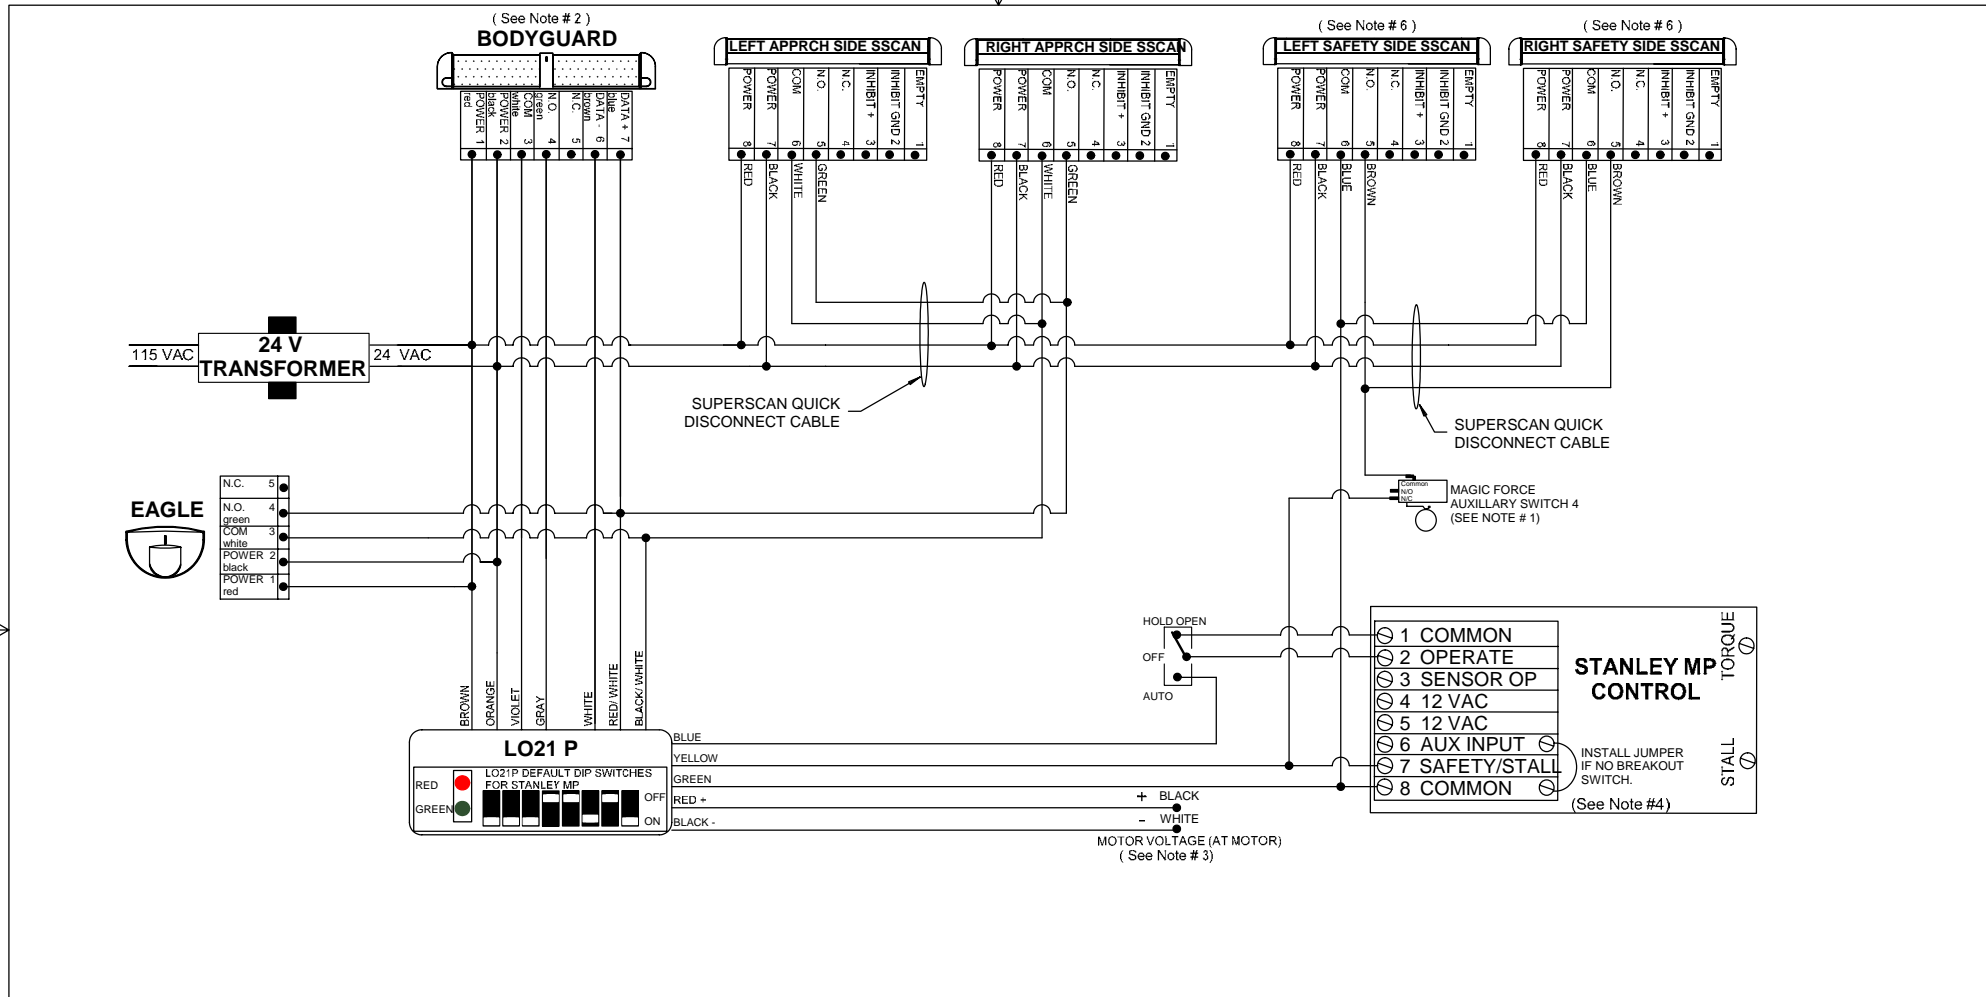 ( See Note # 2 )
BODYGUARD
red
POWER 1
black
POWER 2
white
COM 3
green
N.O. 4
N.C. 5
brown
DATA - 6
blue
DATA + 7
LEFT APPRCH SIDE SSCAN
POWER 8
POWER 7
COM 6
N.O. 5
N.C. 4
INHIBIT + 3
INHIBIT GND 2
EMPTY 1
RED
BLACK
WHITE
GREEN
RIGHT APPRCH SIDE SSCAN
POWER 8
POWER 7
COM 6
N.O. 5
N.C. 4
INHIBIT + 3
INHIBIT GND 2
EMPTY 1
RED
BLACK
WHITE
GREEN
( See Note # 6 )
LEFT SAFETY SIDE SSCAN
POWER 8
POWER 7
COM 6
N.O. 5
N.C. 4
INHIBIT + 3
INHIBIT GND 2
EMPTY 1
RED
BLACK
BLUE
BROWN
( See Note # 6 )
RIGHT SAFETY SIDE SSCAN
POWER 8
POWER 7
COM 6
N.O. 5
N.C. 4
INHIBIT + 3
INHIBIT GND 2
EMPTY 1
RED
BLACK
BLUE
BROWN
115 VAC
24 V
TRANSFORMER
24 VAC
SUPERSCAN QUICK
DISCONNECT CABLE
SUPERSCAN QUICK
DISCONNECT CABLE
EAGLE
N.C. 5
N.O. 4
green
COM 3
white
POWER 2
black
POWER 1
red
Common
N/O
N/C
MAGIC FORCE
AUXILLARY SWITCH 4
(SEE NOTE # 1)
HOLD OPEN
OFF
AUTO
1 COMMON
2 OPERATE
3 SENSOR OP
4 12 VAC
5 12 VAC
6 AUX INPUT
7 SAFETY/STALL
8 COMMON
STANLEY MP
CONTROL
TORQUE
STALL
INSTALL JUMPER
IF NO BREAKOUT
SWITCH.
(See Note #4)
BROWN
ORANGE
VIOLET
GRAY
WHITE
RED/ WHITE
BLACK/ WHITE
LO21 P
RED
GREEN
LO21P DEFAULT DIP SWITCHES
FOR STANLEY MP
OFF
ON
BLUE
YELLOW
GREEN
RED +
BLACK -
+ BLACK
- WHITE
MOTOR VOLTAGE (AT MOTOR)
( See Note # 3)